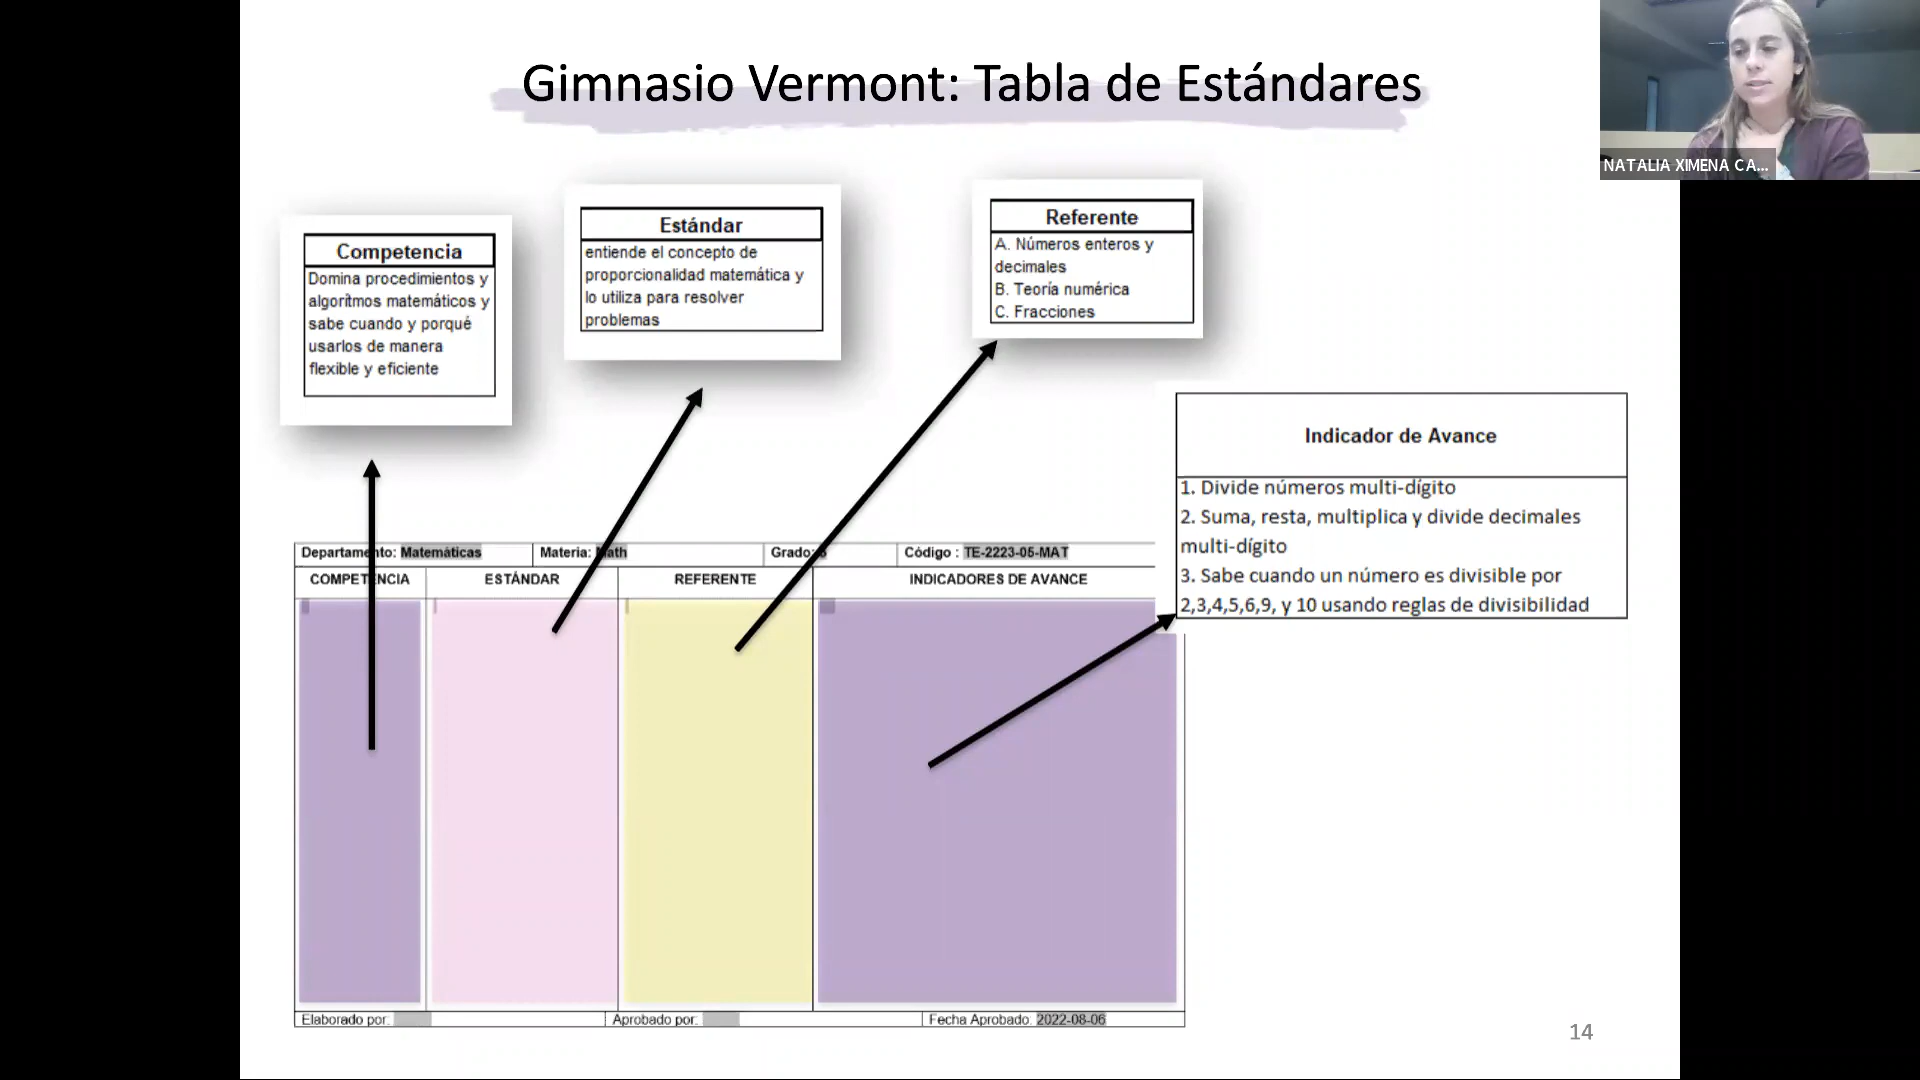 Gimnasio Vermont: Tabla de Estándares
NATALIA XIMENA CA...
Competencia
Domina procedimientos y
algorítmos matemáticos y
sabe cuando y porqué
usarlos de manera
flexible y eficiente
Estándar
entiende el concepto de
proporcionalidad matemática y
lo utiliza para resolver
problemas
Referente
A. Números enteros y
decimales
B. Teoría numérica
C. Fracciones
Indicador de Avance
1. Divide números multi-dígito
2. Suma, resta, multiplica y divide decimales
multi-dígito
3. Sabe cuando un número es divisible por
2,3,4,5,6,9, y 10 usando reglas de divisibilidad
Departamento: Matemáticas Materia: Math Grado: Código : TE-2223-05-MAT
COMPETENCIA ESTÁNDAR REFERENTE INDICADORES DE AVANCE
Elaborado por: Aprobado por: Fecha Aprobado: 2022-08-06
14